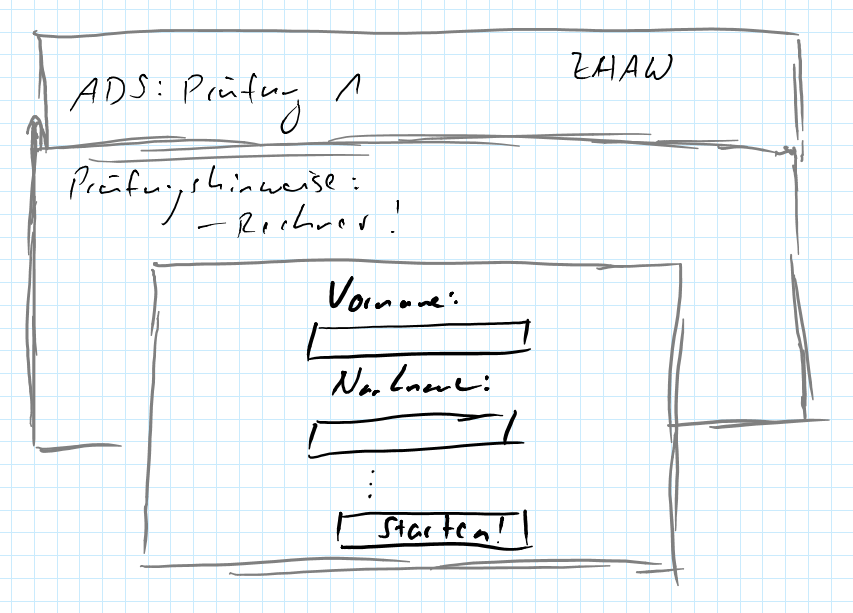 ADS: Prüfung 1
ZHAW
Prüfungshinweise:
- Rechner!
Vorname:
Nachname:
Starten!